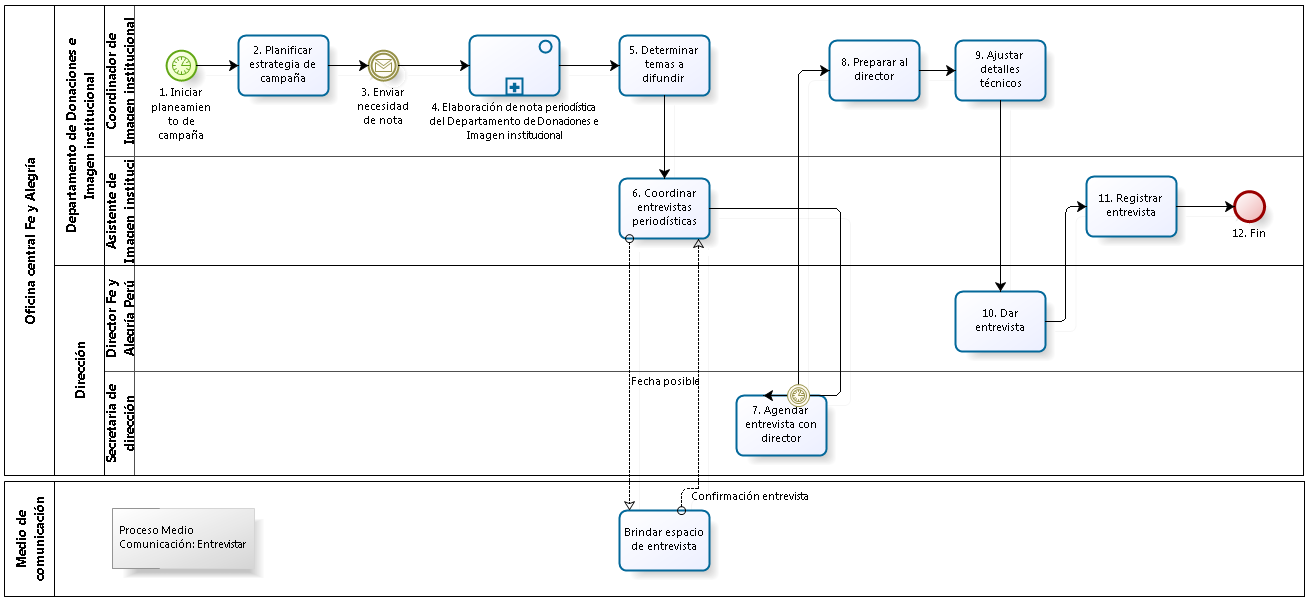 Oficina central Fe y Alegría
Departamento de Donaciones e
Imagen institucional
Coordinador de
Imagen institucional
1. Iniciar
planeamien
to de
campaña
2. Planificar
estrategia de
campaña
3. Enviar
necesidad
de nota
4. Elaboración de nota periodística
del Departamento de Donaciones e
Imagen institucional
5. Determinar
temas a
difundir
8. Preparar al
director
9. Ajustar
detalles
técnicos
Asistente de
Imagen instituci
6. Coordinar
entrevistas
periodísticas
11. Registrar
entrevista
12. Fin
Dirección
Director Fe y
Alegría Perú
10. Dar
entrevista
Fecha posible
Secretaria de
dirección
7. Agendar
entrevista con
director
Medio de
comunicación
Confirmación entrevista
Proceso Medio
Comunicación: Entrevistar
Brindar espacio
de entrevista